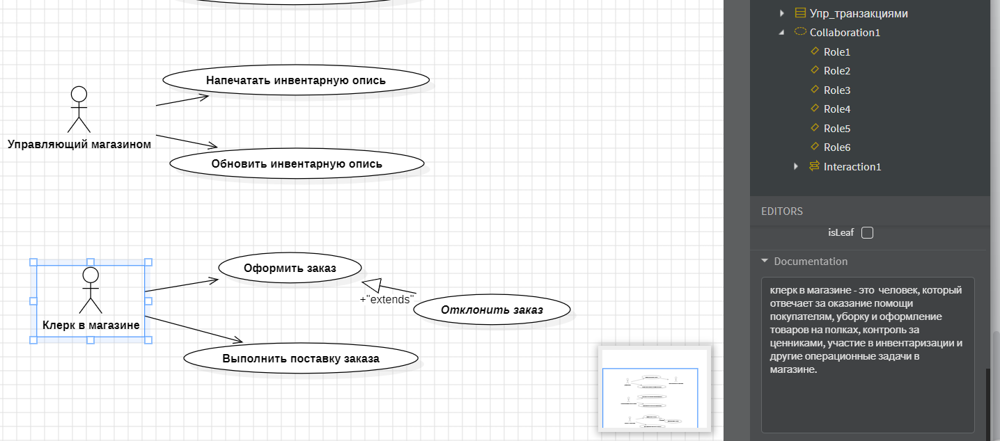 Напечатать инвентарную опись
Управляющий магазином
Обновить инвентарную опись
Оформить заказ
+"extends"
Отклонить заказ
Клерк в магазине
Выполнить поставку заказа
Упр_транзакциями
Collaboration1
Role1
Role2
Role3
Role4
Role5
Role6
Interaction1
EDITORS
isLeaf
Documentation
клерк в магазине - это  человек, который
отвечает за оказание помощи
покупателям, уборку и оформление
товаров на полках, контроль за
ценниками, участие в инвентаризации и
другие операционные задачи в
магазине.